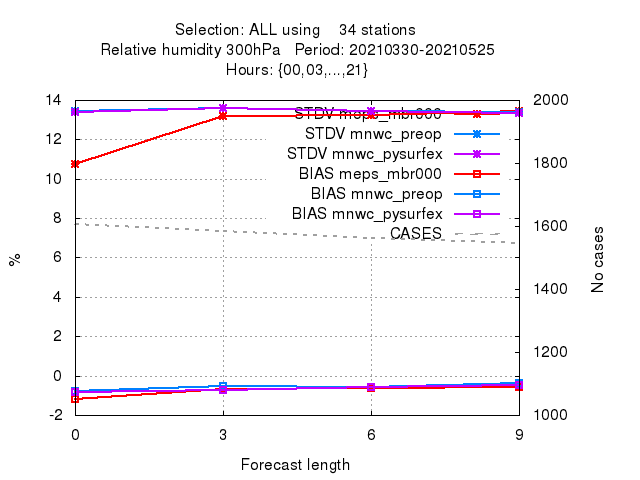 Selection: ALL using    34 stations
Relative humidity 300hPa   Period: 20210330-20210525
Hours: {00,03,...,21}
14
2000
STDV meps_mbr000
12
STDV mnwc_preop
STDV mnwc_pysurfex
10
1800
BIAS meps_mbr000
BIAS mnwc_preop
8
BIAS mnwc_pysurfex
1600
CASES
6
%
No cases
4
1400
2
1200
0
-2
1000
0
3
6
9
Forecast length